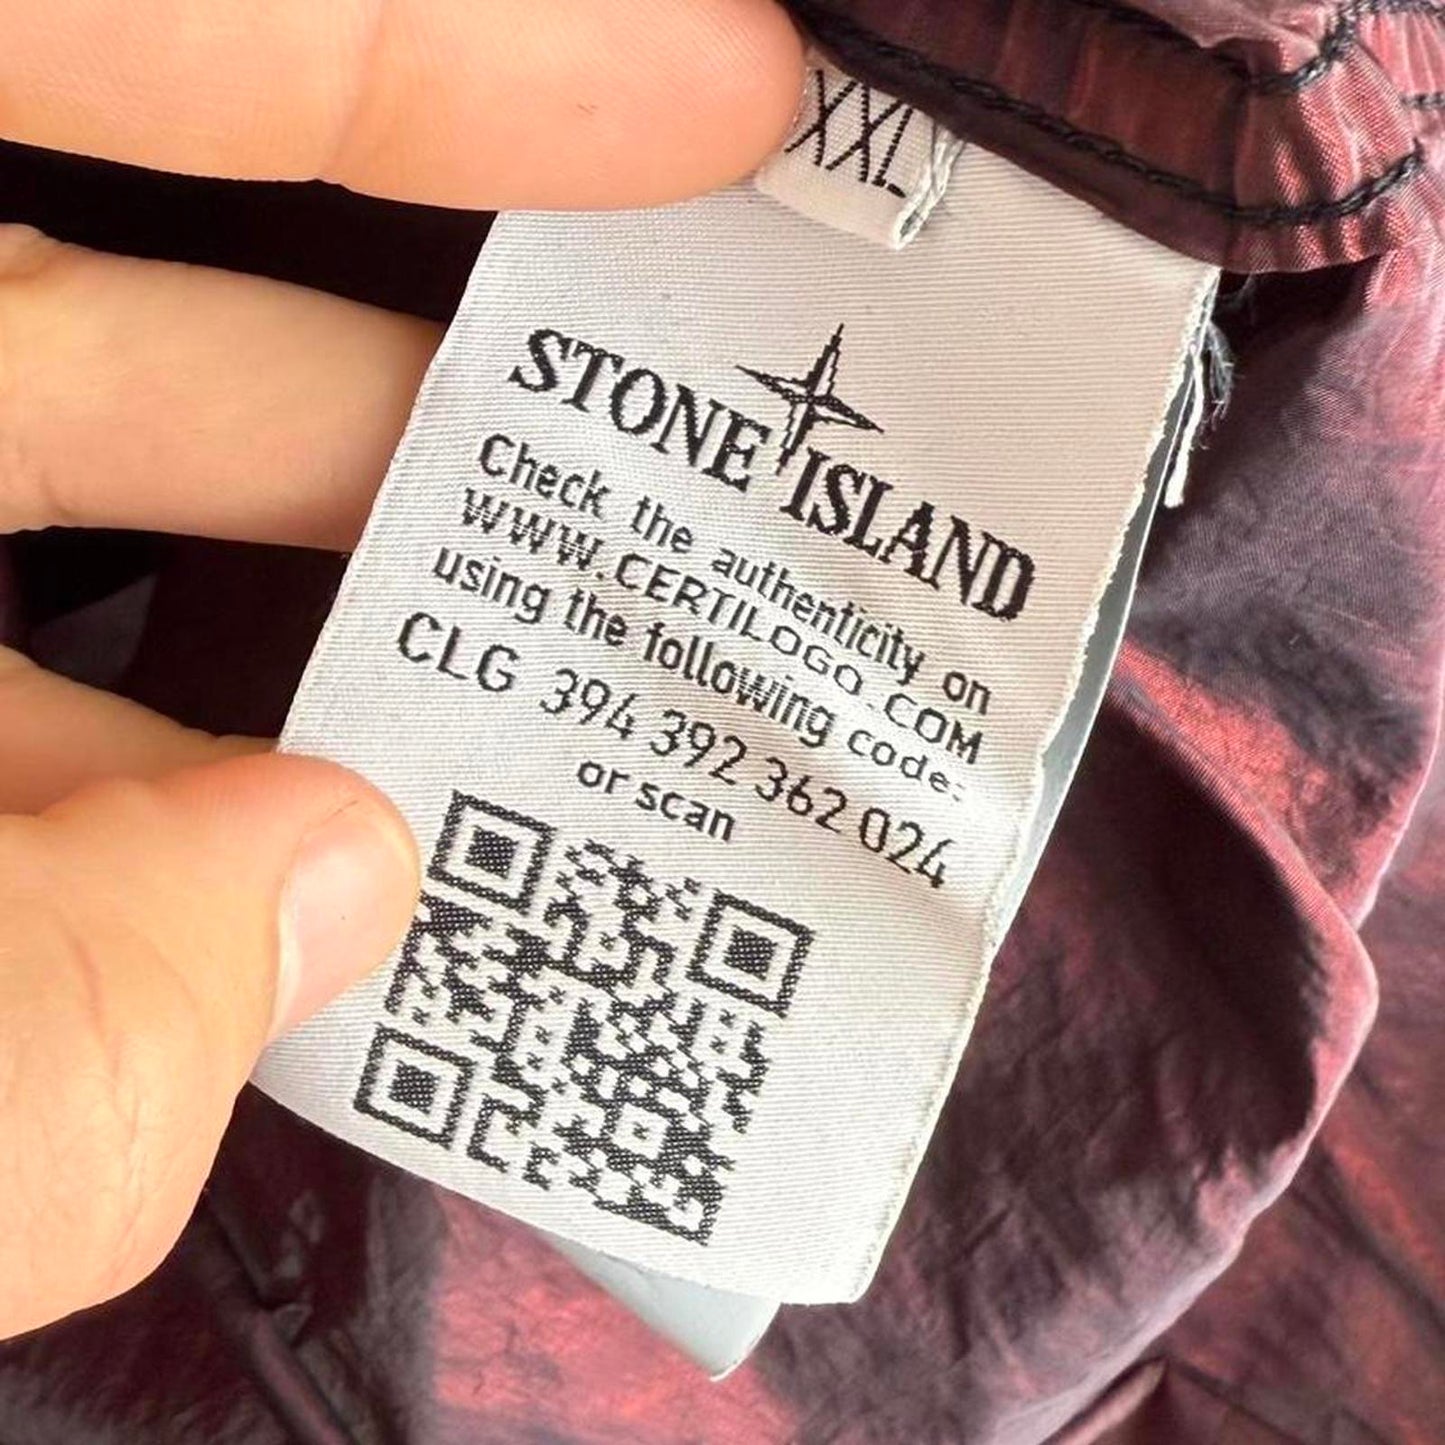 XXL
STONE ISLAND
Check the authenticity on
WWW.CERTILOGO.COM
using the following code:
CLG 394 392 362 024
or scan